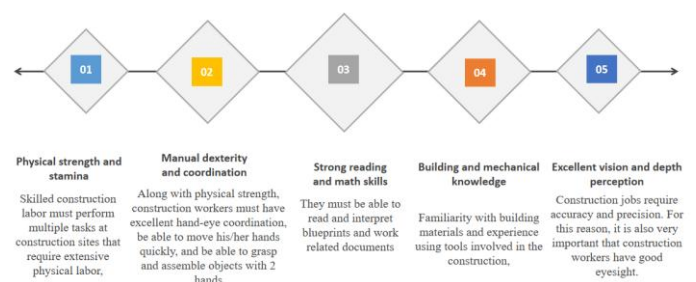 01
02
03
04
05
Physical strength and
stamina
Skilled construction
labor must perform
multiple tasks at
construction sites that
require extensive
physical labor,
Manual dexterity
and coordination
Along with physical strength,
construction workers must have
excellent hand-eye coordination,
be able to move his/her hands
quickly, and be able to grasp
and assemble objects with 2
hands
Strong reading
and math skills
They must be able to
read and interpret
blueprints and work
related documents
Building and mechanical
knowledge
Familiarity with building
materials and experience
using tools involved in the
construction,
Excellent vision and depth
perception
Construction jobs require
accuracy and precision. For
this reason, it is also very
important that construction
workers have good
eyesight.